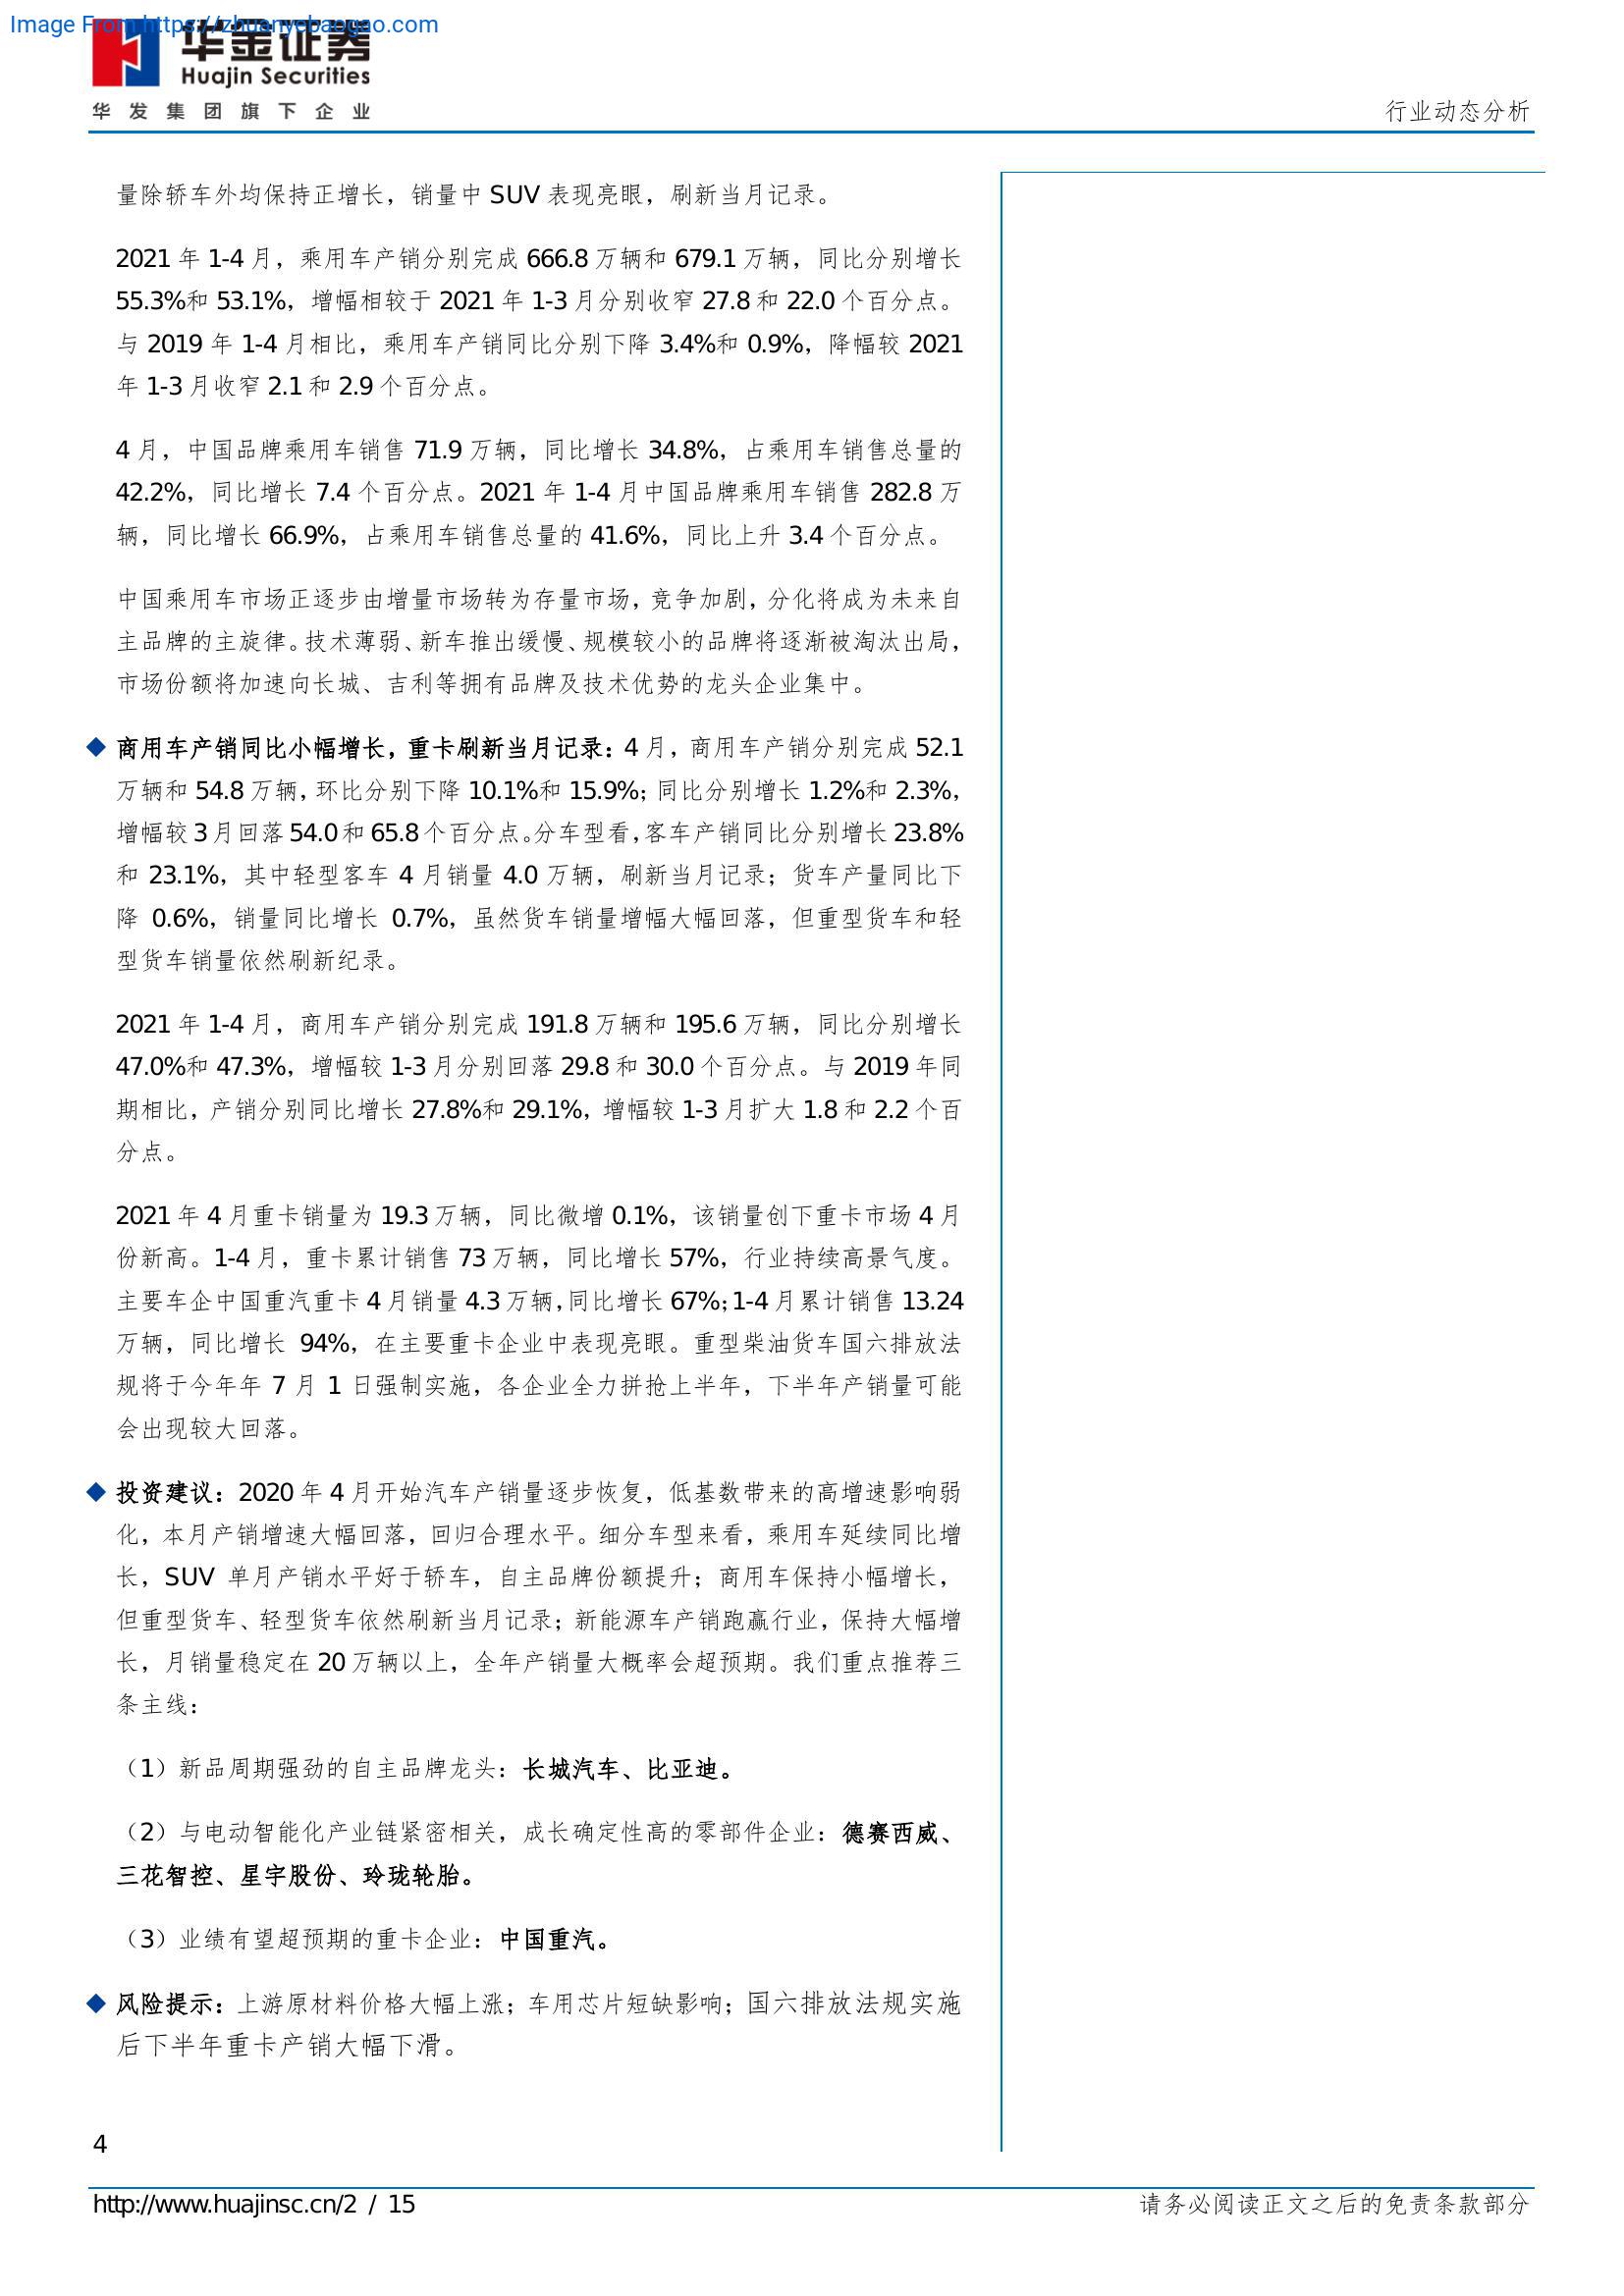 Image From https://zhuanyebaogao.com
华金证券
Huajin Securities
华发集团旗下企业
行业动态分析
量除轿车外均保持正增长，销量中 SUV 表现亮眼，刷新当月记录。
2021 年 1-4 月，乘用车产销分别完成 666.8 万辆和 679.1 万辆，同比分别增长
55.3%和 53.1%，增幅相较于 2021 年 1-3 月分别收窄 27.8 和 22.0 个百分点。
与 2019 年 1-4 月相比，乘用车产销同比分别下降 3.4%和 0.9%，降幅较 2021
年 1-3 月收窄 2.1 和 2.9 个百分点。
4 月，中国品牌乘用车销售 71.9 万辆，同比增长 34.8%，占乘用车销售总量的
42.2%，同比增长 7.4 个百分点。2021 年 1-4 月中国品牌乘用车销售 282.8 万
辆，同比增长 66.9%，占乘用车销售总量的 41.6%，同比上升 3.4 个百分点。
中国乘用车市场正逐步由增量市场转为存量市场，竞争加剧，分化将成为未来自
主品牌的主旋律。技术薄弱、新车推出缓慢、规模较小的品牌将逐渐被淘汰出局，
市场份额将加速向长城、吉利等拥有品牌及技术优势的龙头企业集中。
◆ 商用车产销同比小幅增长，重卡刷新当月记录：4 月，商用车产销分别完成 52.1
万辆和 54.8 万辆，环比分别下降 10.1%和 15.9%；同比分别增长 1.2%和 2.3%，
增幅较 3 月回落 54.0 和 65.8 个百分点。分车型看，客车产销同比分别增长 23.8%
和 23.1%，其中轻型客车 4 月销量 4.0 万辆，刷新当月记录；货车产量同比下
降 0.6%，销量同比增长 0.7%，虽然货车销量增幅大幅回落，但重型货车和轻
型货车销量依然刷新纪录。
2021 年 1-4 月，商用车产销分别完成 191.8 万辆和 195.6 万辆，同比分别增长
47.0%和 47.3%，增幅较 1-3 月分别回落 29.8 和 30.0 个百分点。与 2019 年同
期相比，产销分别同比增长 27.8%和 29.1%，增幅较 1-3 月扩大 1.8 和 2.2 个百
分点。
2021 年 4 月重卡销量为 19.3 万辆，同比微增 0.1%，该销量创下重卡市场 4 月
份新高。1-4 月，重卡累计销售 73 万辆，同比增长 57%，行业持续高景气度。
主要车企中国重汽重卡 4 月销量 4.3 万辆，同比增长 67%；1-4 月累计销售 13.24
万辆，同比增长 94%，在主要重卡企业中表现亮眼。重型柴油货车国六排放法
规将于今年年 7 月 1 日强制实施，各企业全力拼抢上半年，下半年产销量可能
会出现较大回落。
◆ 投资建议：2020 年 4 月开始汽车产销量逐步恢复，低基数带来的高增速影响弱
化，本月产销增速大幅回落，回归合理水平。细分车型来看，乘用车延续同比增
长，SUV 单月产销水平好于轿车，自主品牌份额提升；商用车保持小幅增长，
但重型货车、轻型货车依然刷新当月记录；新能源车产销跑赢行业，保持大幅增
长，月销量稳定在 20 万辆以上，全年产销量大概率会超预期。我们重点推荐三
条主线：
（1）新品周期强劲的自主品牌龙头：长城汽车、比亚迪。
（2）与电动智能化产业链紧密相关，成长确定性高的零部件企业：德赛西威、
三花智控、星宇股份、玲珑轮胎。
（3）业绩有望超预期的重卡企业：中国重汽。
◆ 风险提示：上游原材料价格大幅上涨；车用芯片短缺影响；国六排放法规实施
后下半年重卡产销大幅下滑。
4
http://www.huajinsc.cn/2 / 15
请务必阅读正文之后的免责条款部分